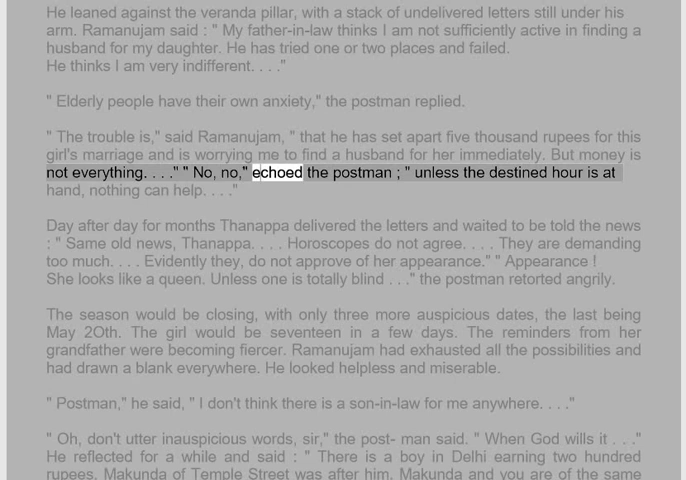 He leaned against the veranda pillar, with a stack of undelivered letters still under his
arm. Ramanujam said : " My father-in-law thinks I am not sufficiently active in finding a
husband for my daughter. He has tried one or two places and failed.
He thinks I am very indifferent. . . ."
" Elderly people have their own anxiety," the postman replied.
" The trouble is," said Ramanujam, " that he has set apart five thousand rupees for this
girl's marriage and is worrying me to find a husband for her immediately. But money is
not everything. . . ." " No, no," echoed the postman ; " unless the destined hour is at
hand, nothing can help. . . ."
Day after day for months Thanappa delivered the letters and waited to be told the news
: " Same old news, Thanappa. . . . Horoscopes do not agree. . . . They are demanding
too much. . . . Evidently they, do not approve of her appearance." " Appearance !
She looks like a queen. Unless one is totally blind . . ." the postman retorted angrily.
The season would be closing, with only three more auspicious dates, the last being
May 2Oth. The girl would be seventeen in a few days. The reminders from her
grandfather were becoming fiercer. Ramanujam had exhausted all the possibilities and
had drawn a blank everywhere. He looked helpless and miserable.
" Postman," he said, " I don't think there is a son-in-law for me anywhere. . . ."
" Oh, don't utter inauspicious words, sir," the post- man said. " When God wills it . . ."
He reflected for a while and said : " There is a boy in Delhi earning two hundred
rupees. Makunda of Temple Street was after him. Makunda and you are of the same